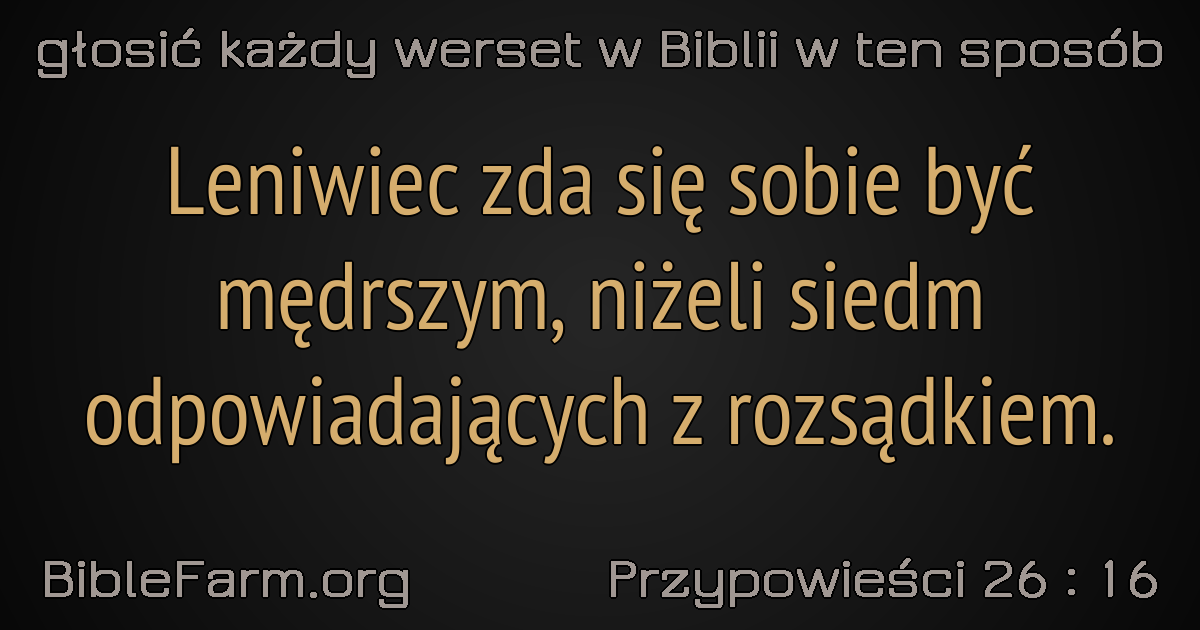 głosić każdy werset w Biblii w ten sposób
Leniwiec zda się sobie być
mędrszym, niżeli siedm
odpowiadających z rozsądkiem.
BibleFarm.org
Przypowieści 26 : 16